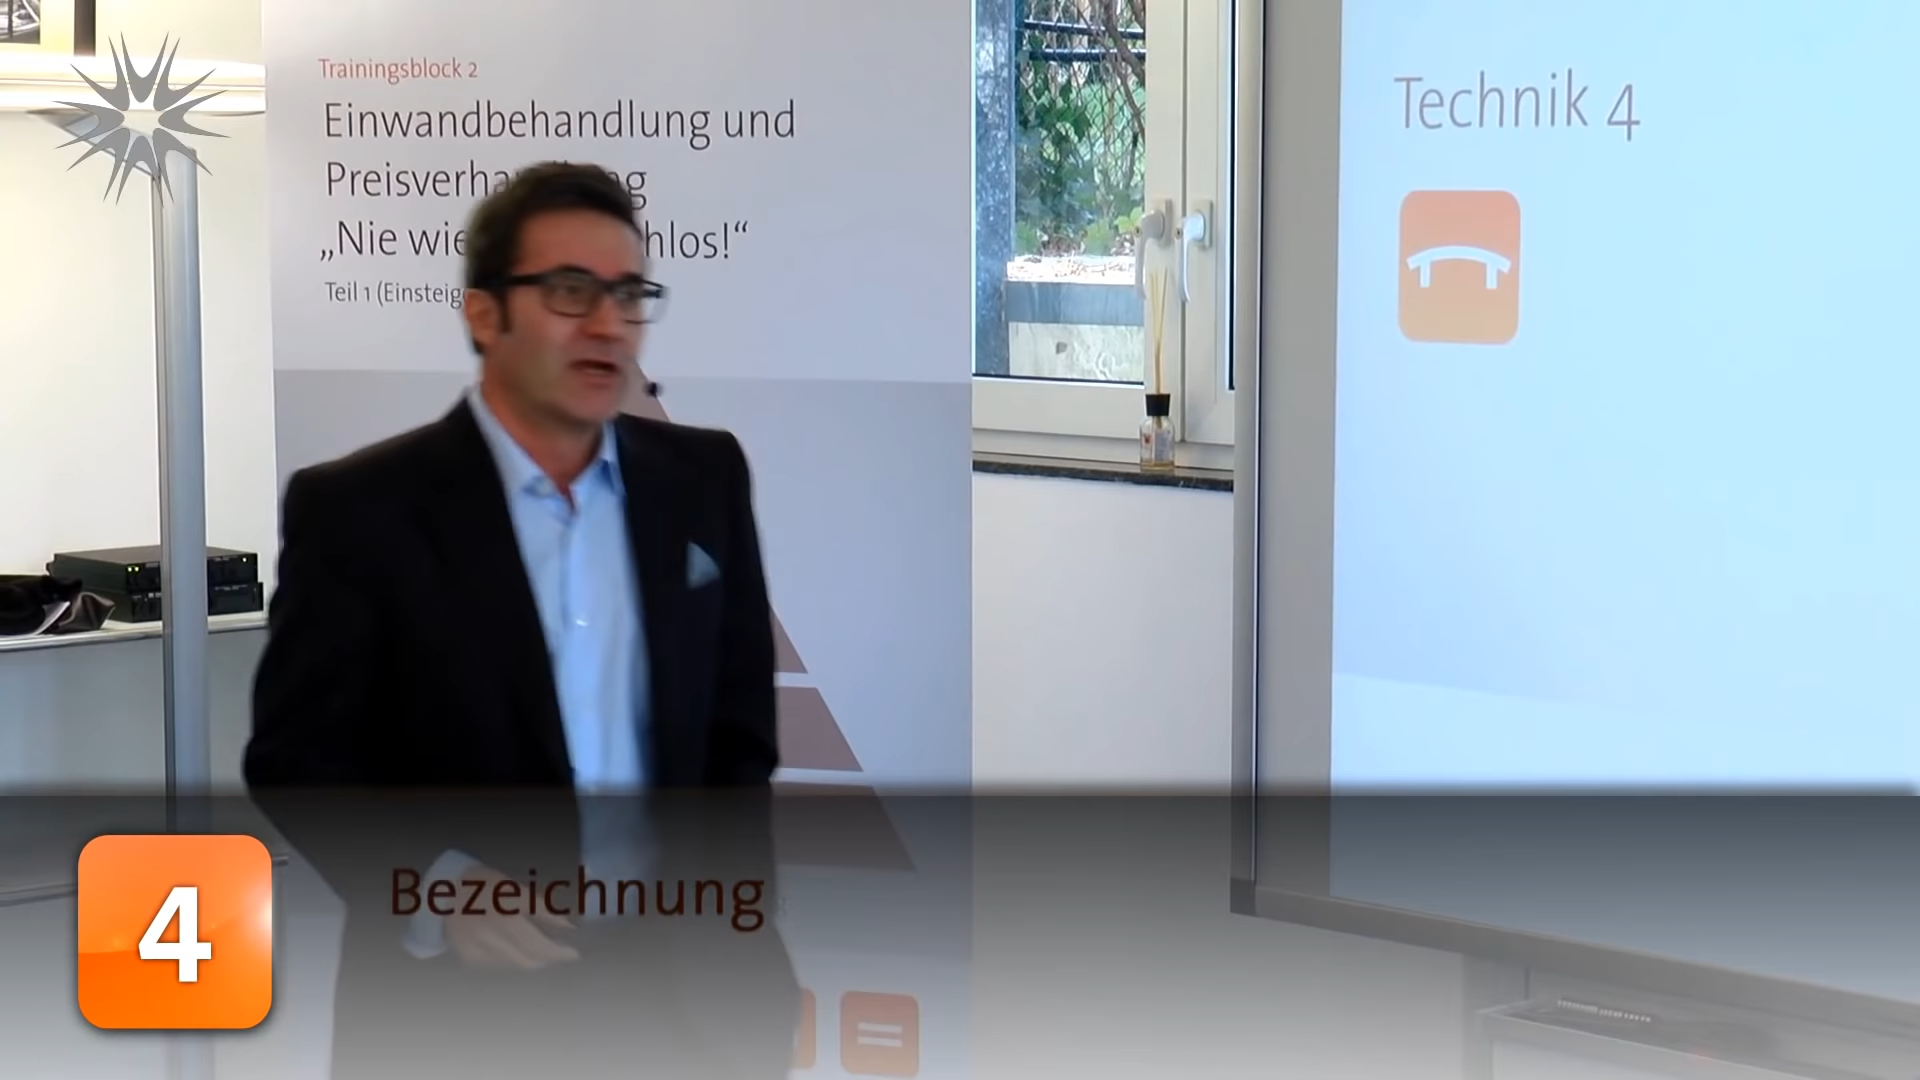 Trainingsblock 2
Einwandbehandlung und
Preisverha g
„Nie wie hlos!“
Teil 1 (Einsteig
Technik 4
4
Bezeichnung